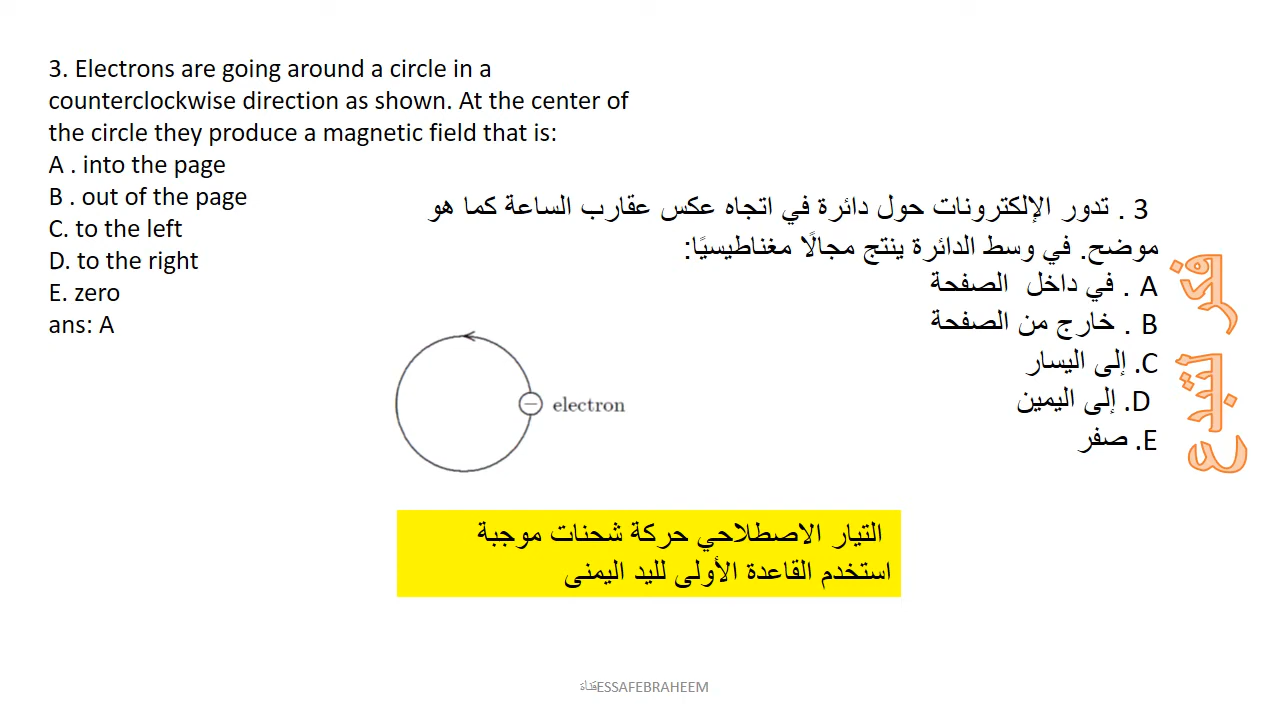 3. Electrons are going around a circle in a
counterclockwise direction as shown. At the center of
the circle they produce a magnetic field that is:
A . into the page
B . out of the page
C. to the left
D. to the right
E. zero
ans: A
3 . تدور الإلكترونات حول دائرة في اتجاه عكس عقارب الساعة كما هو
موضح. في وسط الدائرة ينتج مجالًا مغناطيسيًا:
A . في داخل الصفحة
B . خارج من الصفحة
C. إلى اليسار
D. إلى اليمين
E. صفر
فكر لتبدع
electron
التيار الاصطلاحي حركة شحنات موجبة
استخدم القاعدة الأولى لليد اليمنى
قناة ESSAFEBRAHEEM